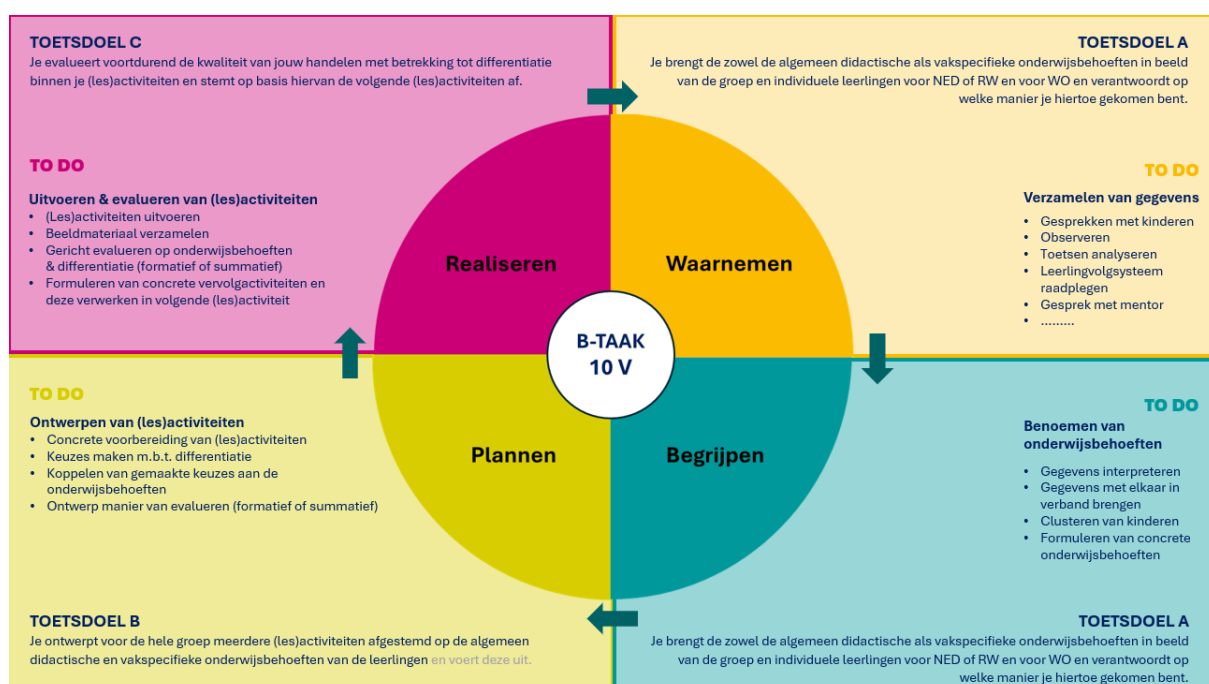 TOETSDOEL C
Je evalueert voortdurend de kwaliteit van jouw handelen met betrekking tot differentiatie
binnen je (les)activiteiten en stemt op basis hiervan de volgende (les)activiteiten af.
TOETSDOEL A
Je brengt de zowel de algemeen didactische als vakspecifieke onderwijsbehoeften in beeld
van de groep en individuele leerlingen voor NED of RW en voor WO en verantwoordt op
welke manier je hiertoe gekomen bent.
TO DO
Uitvoeren & evalueren van (les)activiteiten
• (Les)activiteiten uitvoeren
• Beeldmateriaal verzamelen
• Gericht evalueren op onderwijsbehoeften
& differentiatie (formatief of summatief)
• Formuleren van concrete vervolgactiviteiten en
deze verwerken in volgende (les)activiteit
Realiseren
Waarnemen
TO DO
Verzamelen van gegevens
• Gesprekken met kinderen
• Observeren
• Toetsen analyseren
• Leerlingvolgsysteem
raadplegen
• Gesprek met mentor
• .........
B-TAAK
10 V
TO DO
Ontwerpen van (les)activiteiten
• Concrete voorbereiding van (les)activiteiten
• Keuzes maken m.b.t. differentiatie
• Koppelen van gemaakte keuzes aan de
onderwijsbehoeften
• Ontwerp manier van evalueren (formatief of summatief)
Plannen
Begrijpen
TO DO
Benoemen van
onderwijsbehoeften
• Gegevens interpreteren
• Gegevens met elkaar in
verband brengen
• Clusteren van kinderen
• Formuleren van concrete
onderwijsbehoeften
TOETSDOEL B
Je ontwerpt voor de hele groep meerdere (les)activiteiten afgestemd op de algemeen
didactische en vakspecifieke onderwijsbehoeften van de leerlingen en voert deze uit.
TOETSDOEL A
Je brengt de zowel de algemeen didactische als vakspecifieke onderwijsbehoeften in beeld
van de groep en individuele leerlingen voor NED of RW en voor WO en verantwoordt op
welke manier je hiertoe gekomen bent.